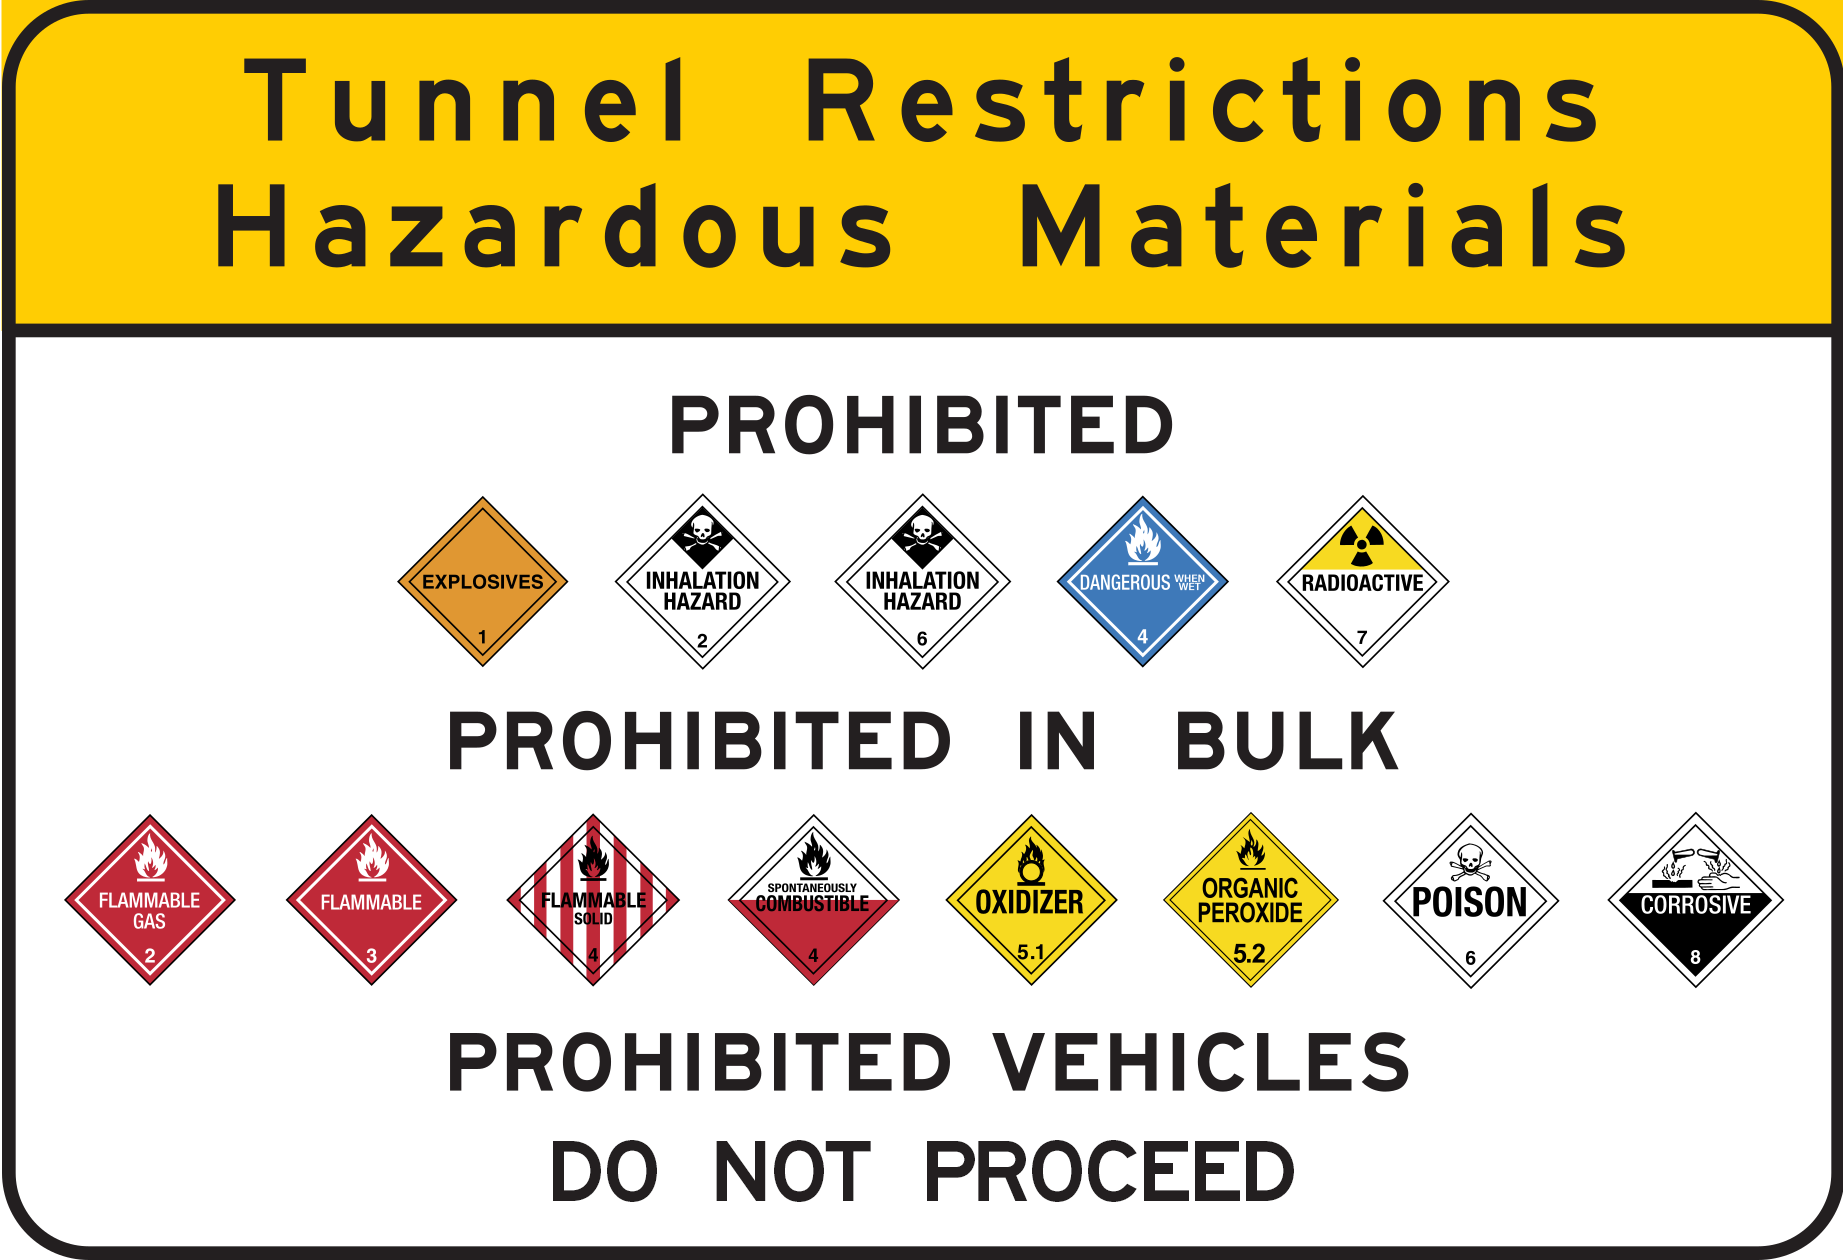 Tunnel Restrictions
Hazardous Materials
PROHIBITED
EXPLOSIVES
1
INHALATION
HAZARD
2
INHALATION
HAZARD
6
DANGEROUS WHEN
WET
4
RADIOACTIVE
7
PROHIBITED IN BULK
FLAMMABLE
GAS
2
FLAMMABLE
3
FLAMMABLE
SOLID
4
SPONTANEOUSLY
COMBUSTIBLE
4
OXIDIZER
5.1
ORGANIC
PEROXIDE
5.2
POISON
6
CORROSIVE
8
PROHIBITED VEHICLES
DO NOT PROCEED